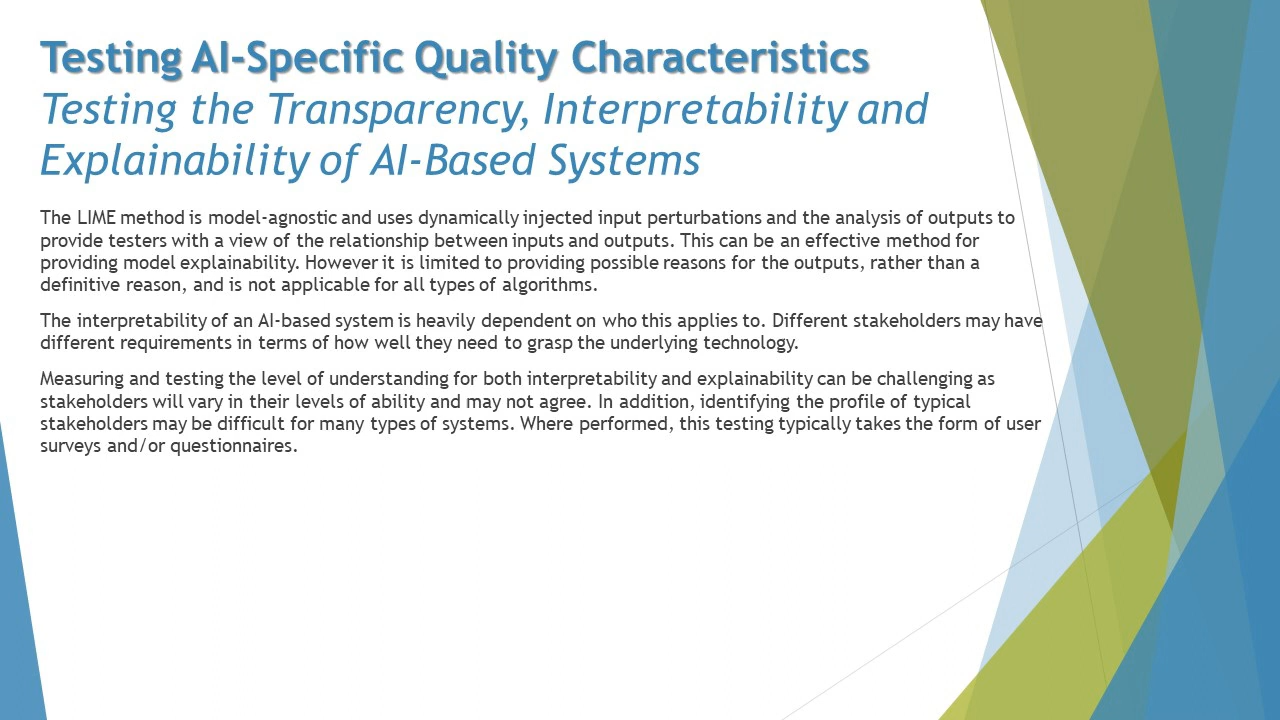 Testing AI-Specific Quality Characteristics
Testing the Transparency, Interpretability and
Explainability of AI-Based Systems
The LIME method is model-agnostic and uses dynamically injected input perturbations and the analysis of outputs to
provide testers with a view of the relationship between inputs and outputs. This can be an effective method for
providing model explainability. However it is limited to providing possible reasons for the outputs, rather than a
definitive reason, and is not applicable for all types of algorithms.
The interpretability of an AI-based system is heavily dependent on who this applies to. Different stakeholders may have
different requirements in terms of how well they need to grasp the underlying technology.
Measuring and testing the level of understanding for both interpretability and explainability can be challenging as
stakeholders will vary in their levels of ability and may not agree. In addition, identifying the profile of typical
stakeholders may be difficult for many types of systems. Where performed, this testing typically takes the form of user
surveys and/or questionnaires.